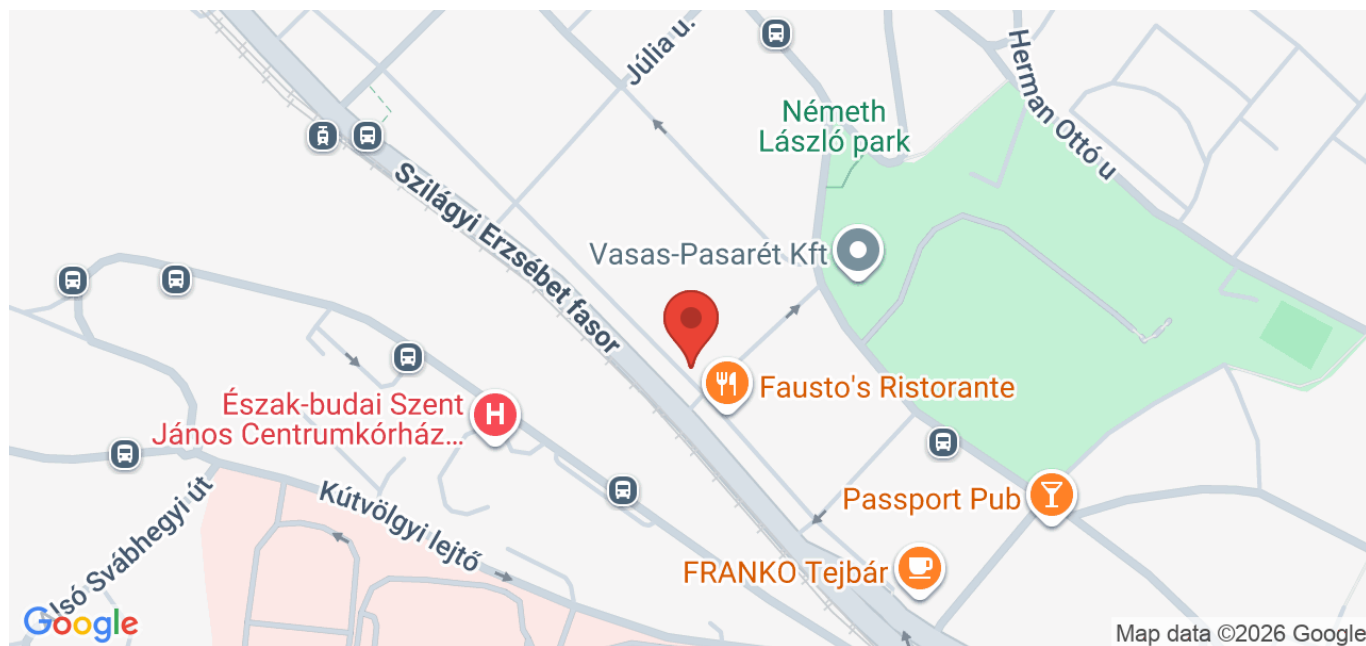 Júlia u.
Herman Ottó u
Németh
László park
Szilágyi Erzsébet fasor
Vasas-Pasarét Kft
Fausto's Ristorante
Észak-budai Szent
János Centrumkórház...
H
Passport Pub
Kútvölgyi lejtő
FRANKO Tejbár
lsó Svábhegyi út
Google
Map data ©2026 Google